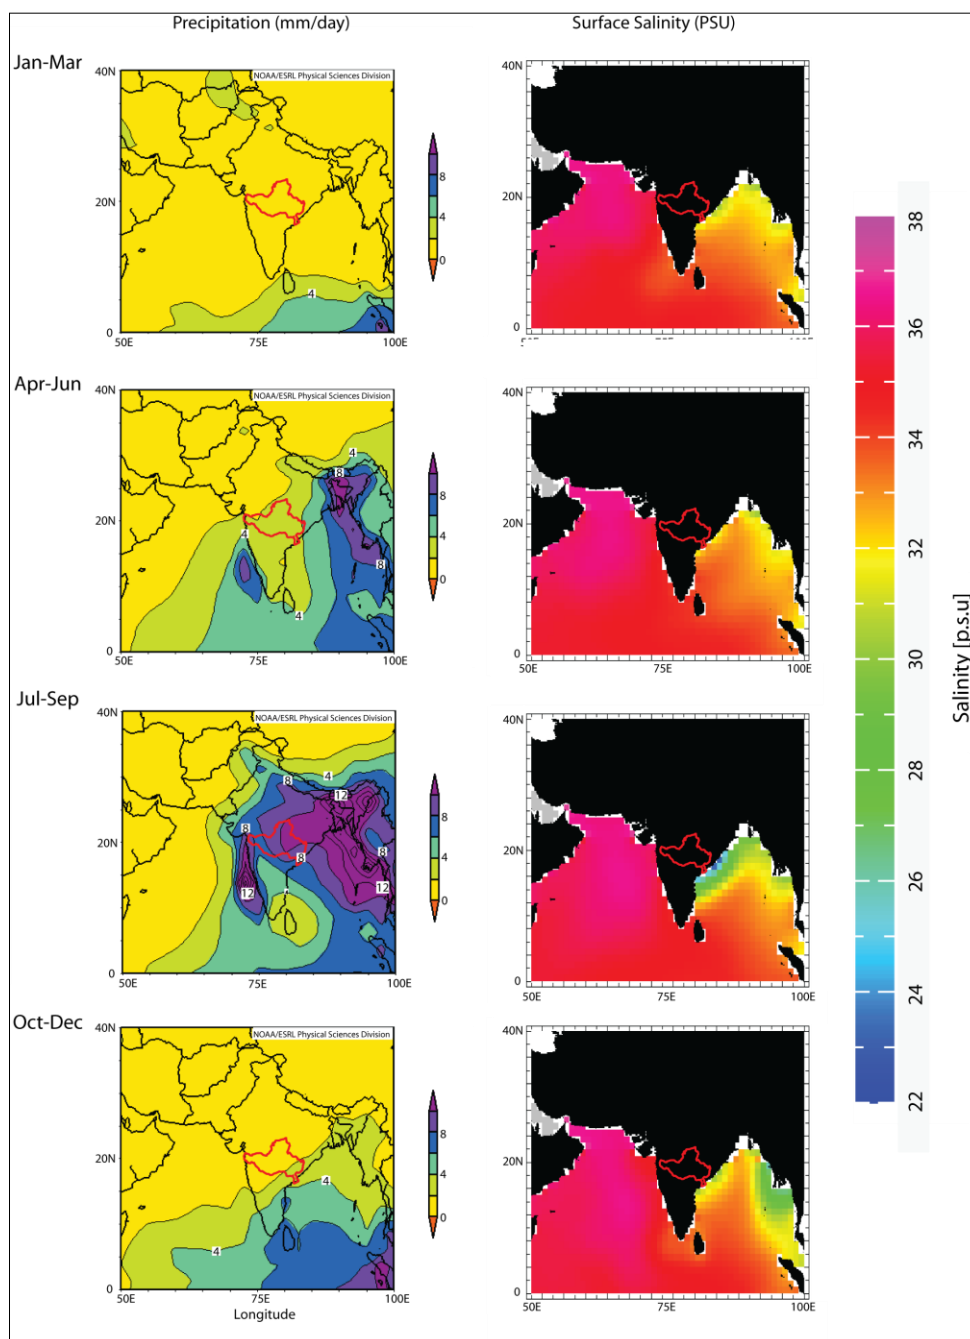 Precipitation (mm/day)
Surface Salinity (PSU)
Jan-Mar
NOAA/ESRL Physical Sciences Division
40N
20N
0
50E
75E
100E
4
8
4
0
40N
20N
0
Apr-Jun
NOAA/ESRL Physical Sciences Division
40N
20N
0
50E
75E
100E
4
8
4
8
4
8
4
0
40N
20N
0
50E
75E
100E
Jul-Sep
NOAA/ESRL Physical Sciences Division
40N
20N
0
50E
75E
100E
8
4
12
8
8
8
12
12
8
4
0
40N
20N
0
50E
75E
100E
Oct-Dec
NOAA/ESRL Physical Sciences Division
40N
20N
0
50E
75E
100E
Longitude
4
4
8
4
0
40N
20N
0
50E
75E
100E
38
36
34
32
30
28
26
24
22
Salinity [p.s.u]